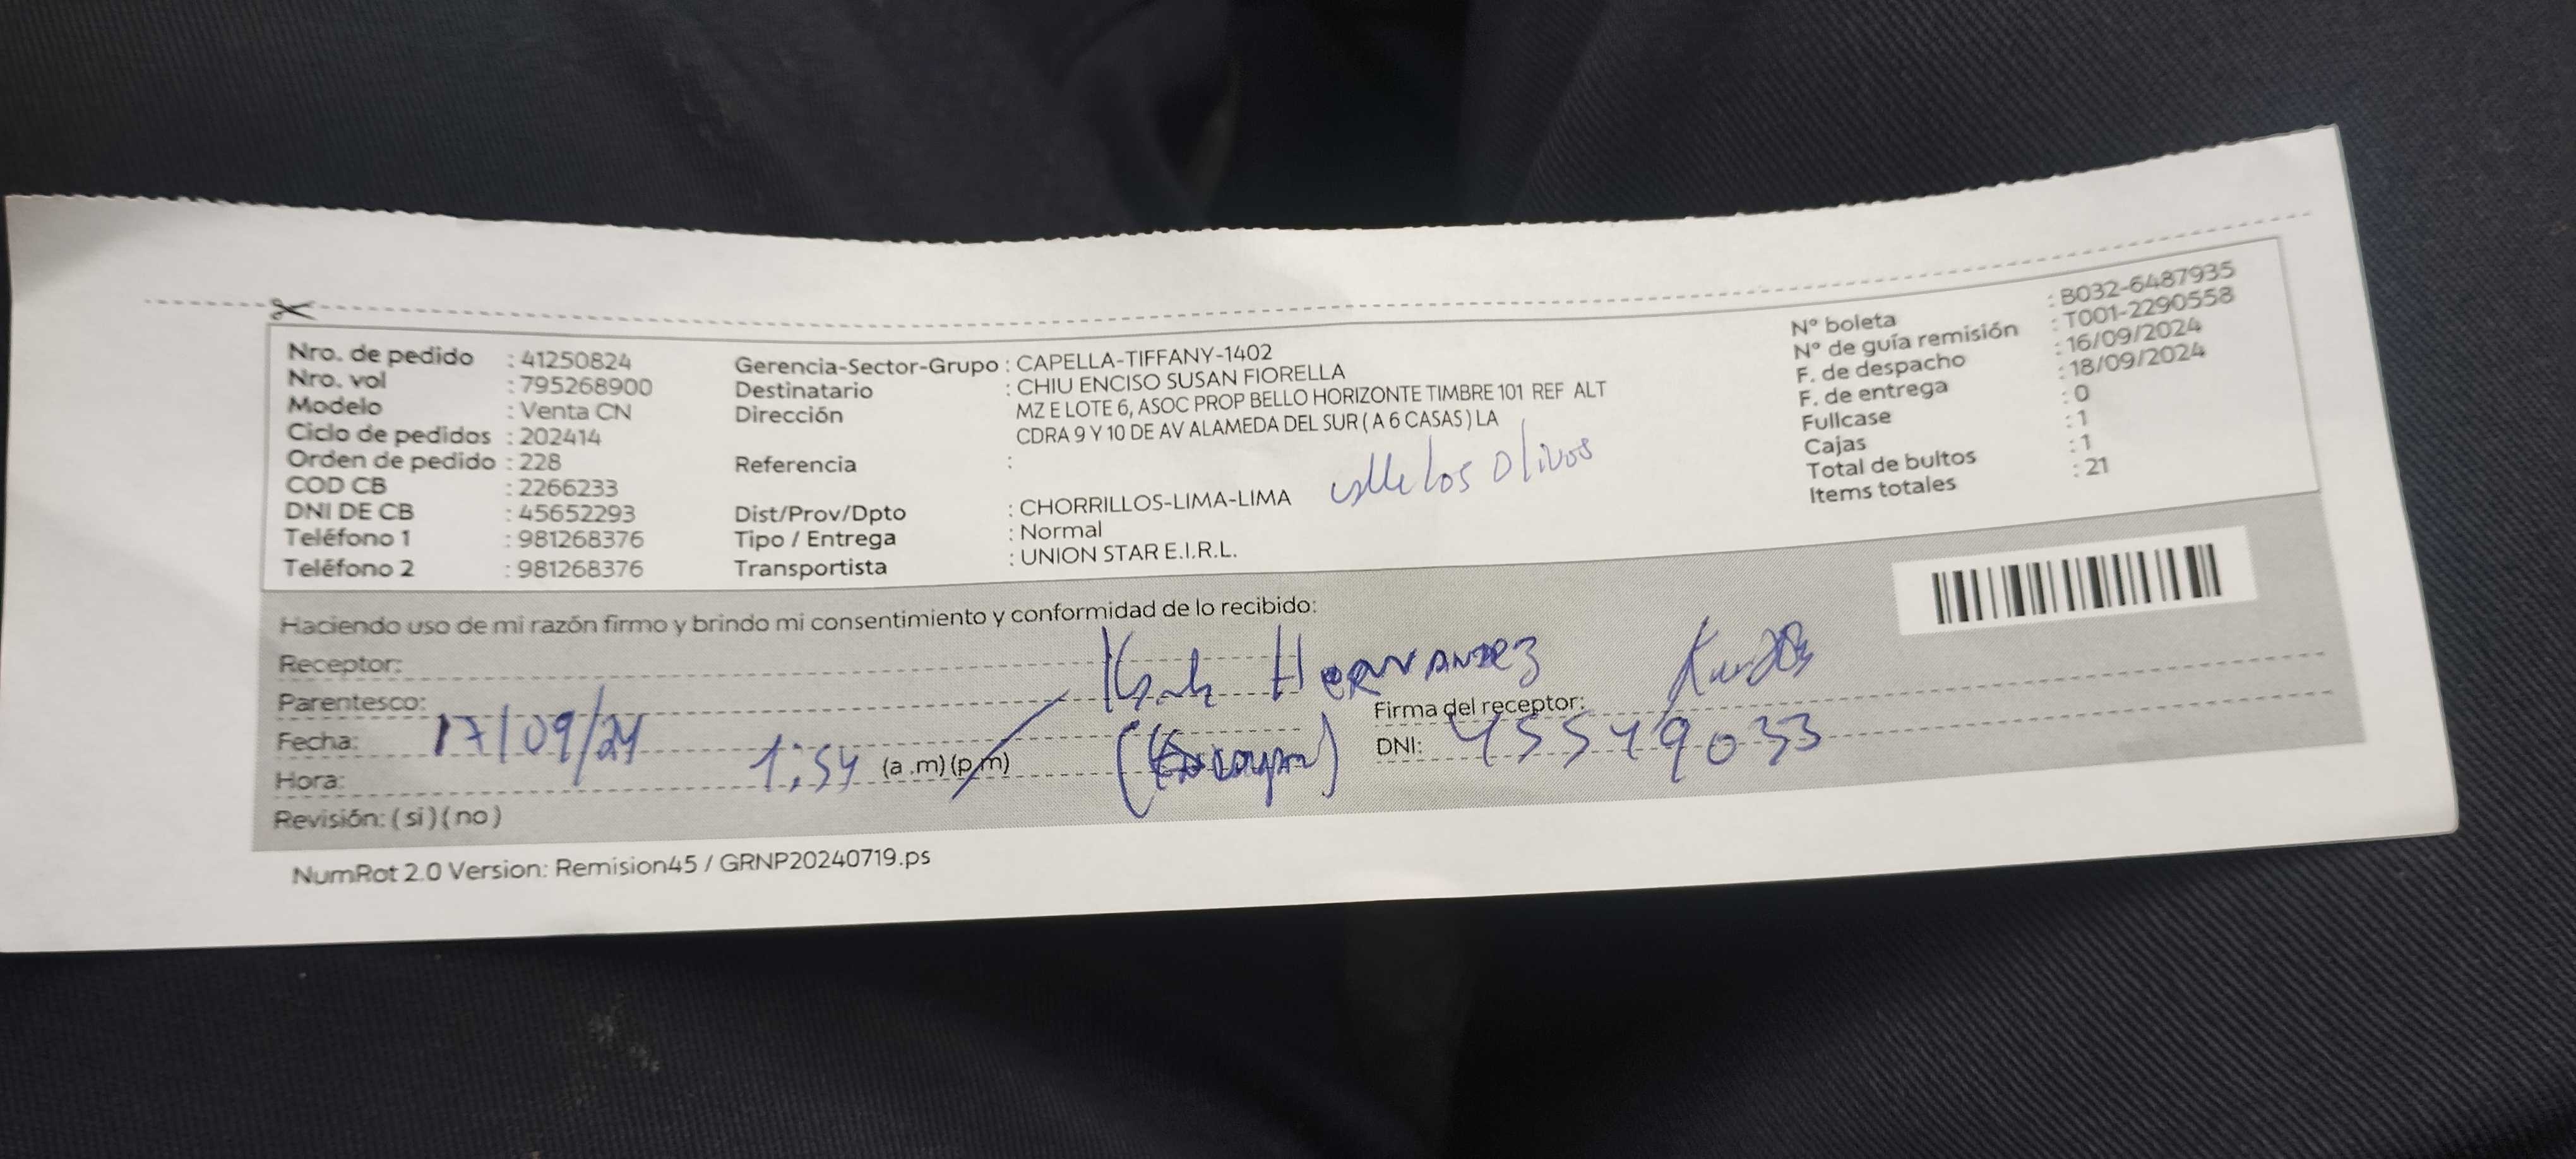 Nro. de pedido : 41250824
Nro. vol : 795268900
Modelo : Venta CN
Ciclo de pedidos : 202414
Orden de pedido : 228
COD CB : 2266233
DNI DE CB : 45652293
Teléfono 1 : 981268376
Teléfono 2 : 981268376
Gerencia-Sector-Grupo : CAPELLA-TIFFANY-1402
Destinatario : CHIU ENCISO SUSAN FIORELLA
Dirección MZ E LOTE 6, ASOC PROP BELLO HORIZONTE TIMBRE 101 REF ALT
CDRA 9 Y 10 DE AV ALAMEDA DEL SUR ( A 6 CASAS ) LA
Referencia :
calle los Olivos
Dist/Prov/Dpto : CHORRILLOS-LIMA-LIMA
Tipo / Entrega : Normal
Transportista : UNION STAR E.I.R.L.
Nº boleta : B032-6487935
Nº de guía remisión : T001-2290558
F. de despacho : 16/09/2024
F. de entrega : 18/09/2024
Fullcase : 0
Cajas : 1
Total de bultos : 1
Items totales : 21
Haciendo uso de mi razón firmo y brindo mi consentimiento y conformidad de lo recibido:
Receptor: HERNANDEZ
Parentesco:
Firma del receptor:
Fecha: 17/09/24
DNI: 45549033
Hora: 1:54 (a .m) (p.m)
Revisión: ( si ) ( no )
NumRot 2.0 Version: Remision45 / GRNP20240719.ps